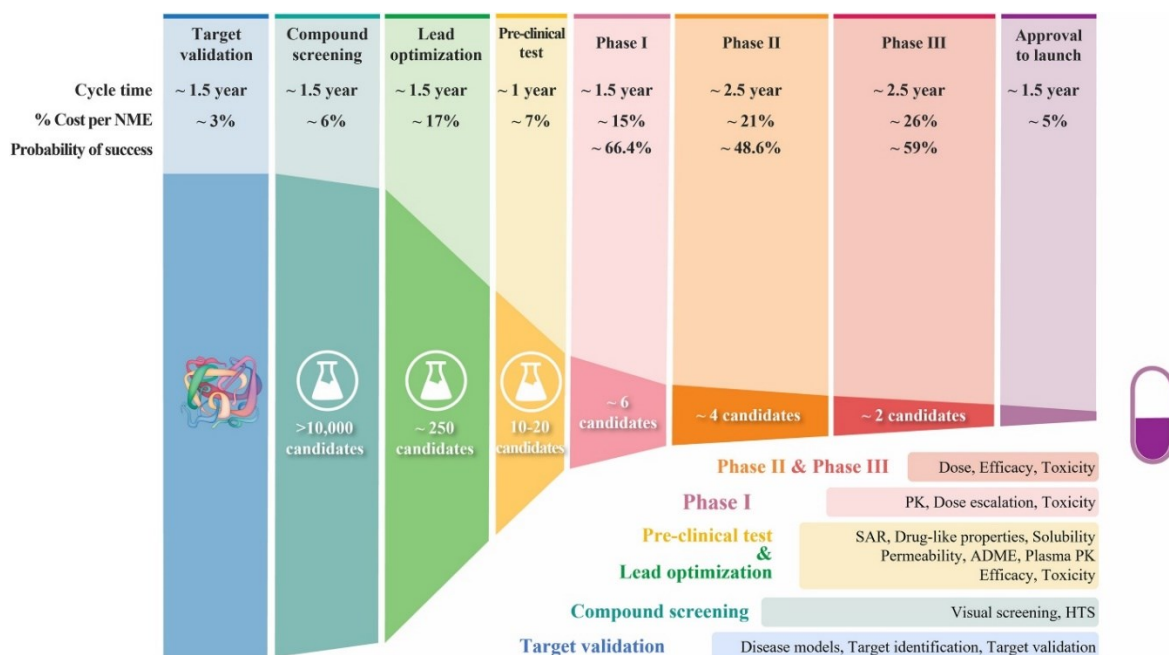 Target
validation
Compound
screening
Lead
optimization
Pre-clinical
test
Phase I
Phase II
Phase III
Approval
to launch
Cycle time
~ 1.5 year
~ 1.5 year
~ 1.5 year
~ 1 year
~ 1.5 year
~ 2.5 year
~ 2.5 year
~ 1.5 year
% Cost per NME
~ 3%
~ 6%
~ 17%
~ 7%
~ 15%
~ 21%
~ 26%
~ 5%
Probability of success
~ 66.4%
~ 48.6%
~ 59%
>10,000
candidates
~ 250
candidates
10-20
candidates
~ 6
candidates
~ 4 candidates
~ 2 candidates
Phase II & Phase III
Dose, Efficacy, Toxicity
Phase I
PK, Dose escalation, Toxicity
Pre-clinical test
&
Lead optimization
SAR, Drug-like properties, Solubility
Permeability, ADME, Plasma PK
Efficacy, Toxicity
Compound screening
Visual screening, HTS
Target validation
Disease models, Target identification, Target validation